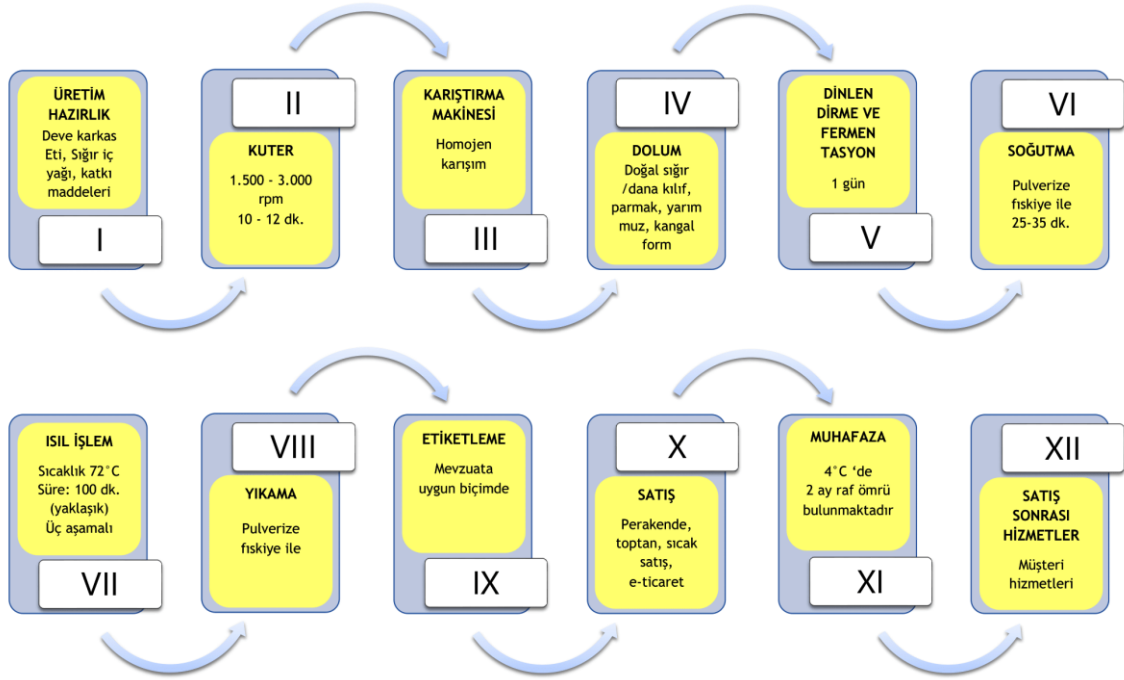 ÜRETİM
HAZIRLIK
Deve karkas
Eti, Sığır iç
yağı, katkı
maddeleri
I
II
KUTER
1.500 - 3.000
rpm
10 - 12 dk.
KARIŞTIRMA
MAKİNESİ
Homojen
karışım
III
IV
DOLUM
Doğal sığır
/dana kılıf,
parmak, yarım
muz, kangal
form
DİNLEN
DİRME VE
FERMEN
TASYON
1 gün
V
VI
SOĞUTMA
Pulverize
fıskiye ile
25-35 dk.
ISIL İŞLEM
Sıcaklık 72°C
Süre: 100 dk.
(yaklaşık)
Üç aşamalı
VII
VIII
YIKAMA
Pulverize
fıskiye ile
ETİKETLEME
Mevzuata
uygun biçimde
IX
X
SATIŞ
Perakende,
toptan, sıcak
satış,
e-ticaret
MUHAFAZA
4°C ‘de
2 ay raf ömrü
bulunmaktadır
XI
XII
SATIŞ
SONRASI
HİZMETLER
Müşteri
hizmetleri